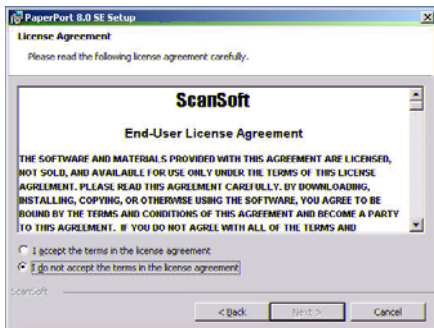 PaperPort 8.0 SE Setup
License Agreement
Please read the following license agreement carefully.
ScanSoft
End-User License Agreement
THE SOFTWARE AND MATERIALS PROVIDED WITH THIS AGREEMENT ARE LICENSED,
NOT SOLD, AND AVAILABLE FOR USE ONLY UNDER THE TERMS OF THIS LICENSE
AGREEMENT. PLEASE READ THIS AGREEMENT CAREFULLY. BY DOWNLOADING,
INSTALLING, COPYING, OR OTHERWISE USING THE SOFTWARE, YOU AGREE TO BE
BOUND BY THE TERMS AND CONDITIONS OF THIS AGREEMENT AND BECOME A PARTY
TO THIS AGREEMENT. IF YOU DO NOT AGREE WITH ALL OF THE TERMS AND
I accept the terms in the license agreement
I do not accept the terms in the license agreement
ScanSoft
< Back Next > Cancel